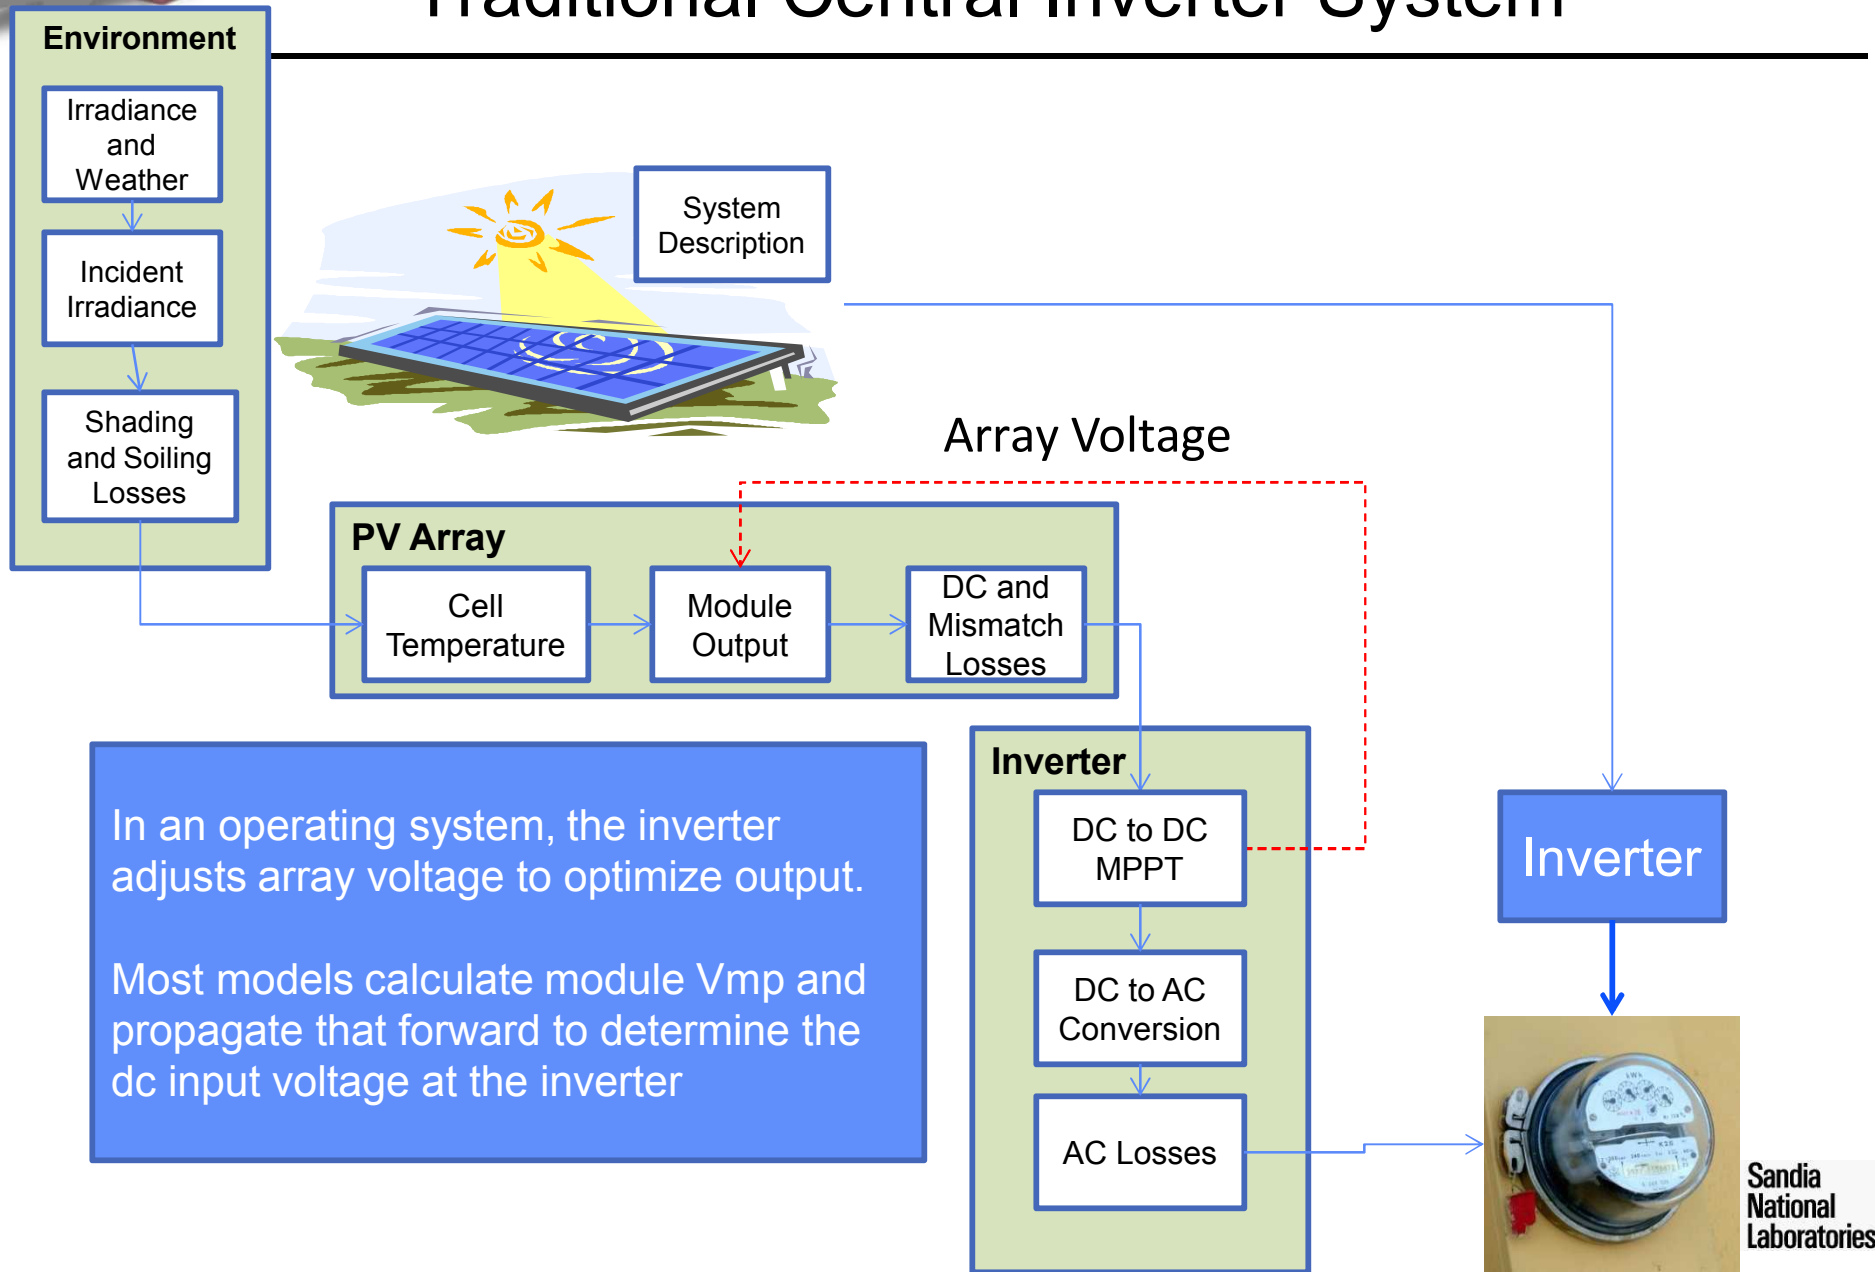 Traditional Central Inverter System
Environment
Irradiance
and
Weather
Incident
Irradiance
Shading
and Soiling
Losses
System
Description
Array Voltage
PV Array
Cell
Temperature
Module
Output
DC and
Mismatch
Losses
In an operating system, the inverter
adjusts array voltage to optimize output.
Most models calculate module Vmp and
propagate that forward to determine the
dc input voltage at the inverter
Inverter
DC to DC
MPPT
DC to AC
Conversion
AC Losses
Inverter
kWh
Sandia
National
Laboratories